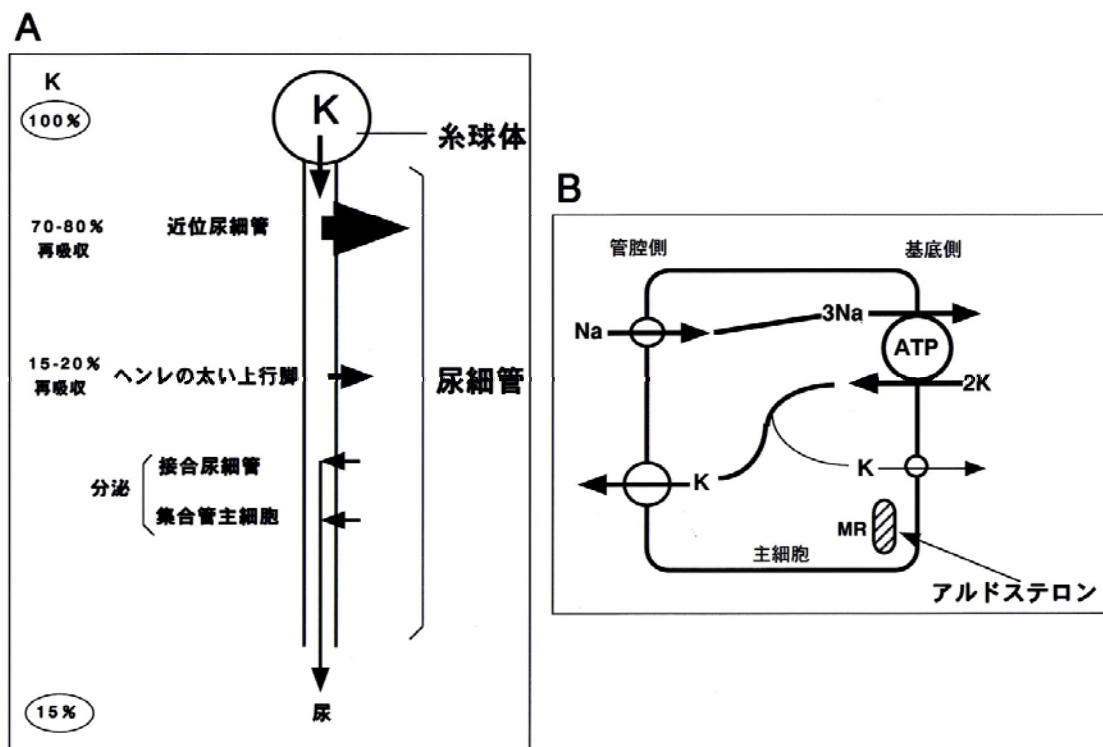 A
K
100%
K
糸球体
70-80%
再吸収
近位尿細管
15-20%
再吸収
ヘンレの太い上行脚
尿細管
分泌
接合尿細管
集合管主細胞
15%
尿
B
管腔側
基底側
Na
3Na
ATP
2K
K
K
MR
主細胞
アルドステロン